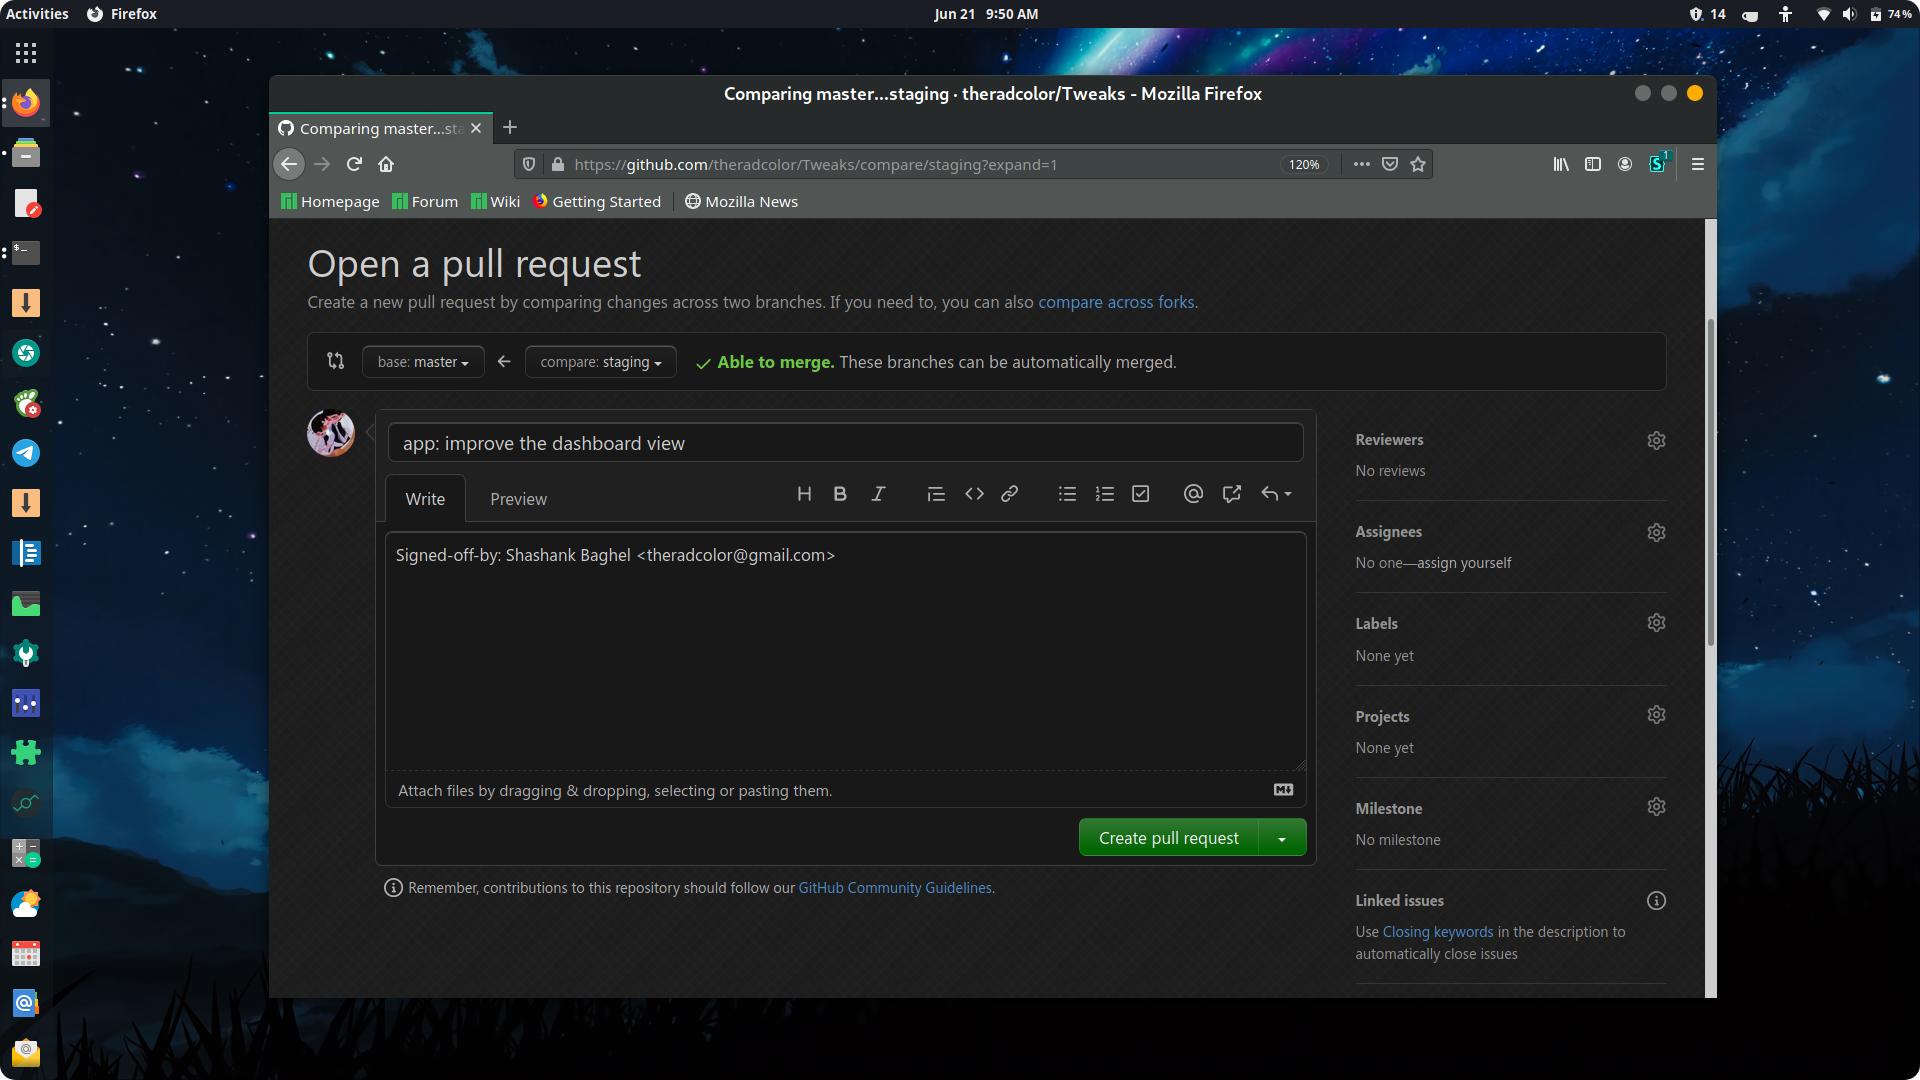 Activities Firefox Jun 21 9:50 AM 14 74%
Comparing master...staging · theradcolor/Tweaks - Mozilla Firefox
Comparing master...sta
https://github.com/theradcolor/Tweaks/compare/staging?expand=1 120% S 1
Homepage Forum Wiki Getting Started Mozilla News
Open a pull request
Create a new pull request by comparing changes across two branches. If you need to, you can also compare across forks.
base: master compare: staging Able to merge. These branches can be automatically merged.
app: improve the dashboard view
Write Preview
Signed-off-by: Shashank Baghel <theradcolor@gmail.com>
Attach files by dragging & dropping, selecting or pasting them.
Create pull request
Remember, contributions to this repository should follow our GitHub Community Guidelines.
Reviewers
No reviews
Assignees
No one—assign yourself
Labels
None yet
Projects
None yet
Milestone
No milestone
Linked issues
Use Closing keywords in the description to
automatically close issues